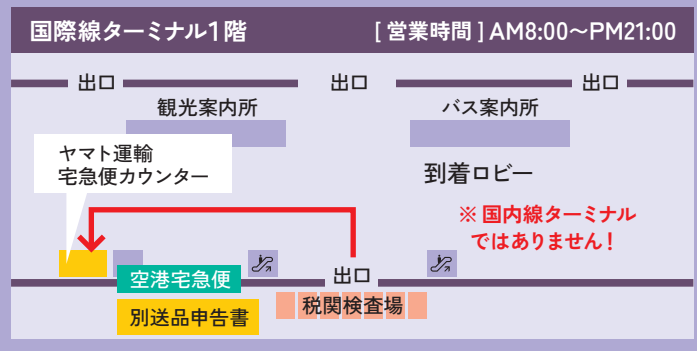 国際線ターミナル1階
[ 営業時間 ] AM8:00〜PM21:00
出口
出口
出口
観光案内所
バス案内所
ヤマト運輸
宅急便カウンター
到着ロビー
※ 国内線ターミナル
ではありません！
出口
空港宅急便
別送品申告書
税関検査場